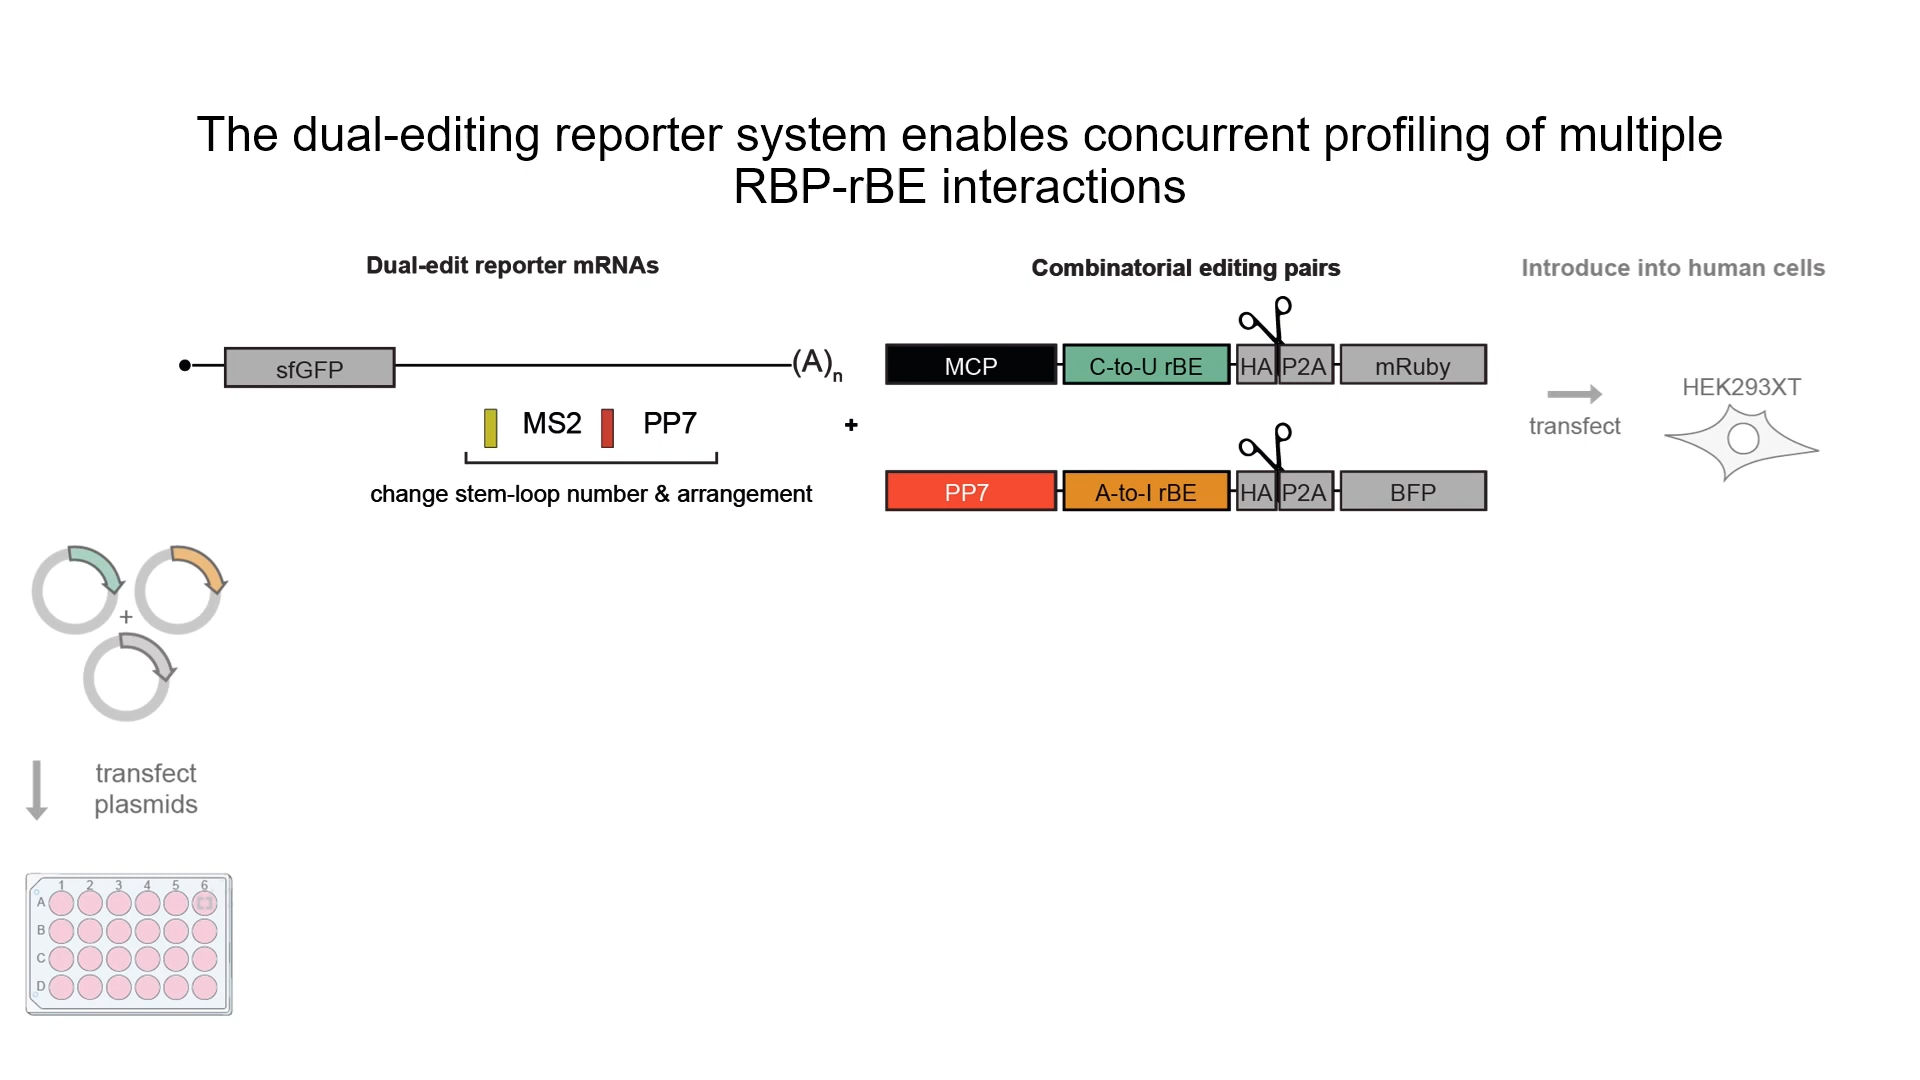 The dual-editing reporter system enables concurrent profiling of multiple
RBP-rBE interactions
Dual-edit reporter mRNAs
Combinatorial editing pairs
Introduce into human cells
sfGFP
(A)n
MCP
C-to-U rBE
HA
P2A
mRuby
MS2
PP7
+
change stem-loop number & arrangement
PP7
A-to-I rBE
HA
P2A
BFP
transfect
HEK293XT
+
transfect
plasmids
1 2 3 4 5 6
A
B
C
D